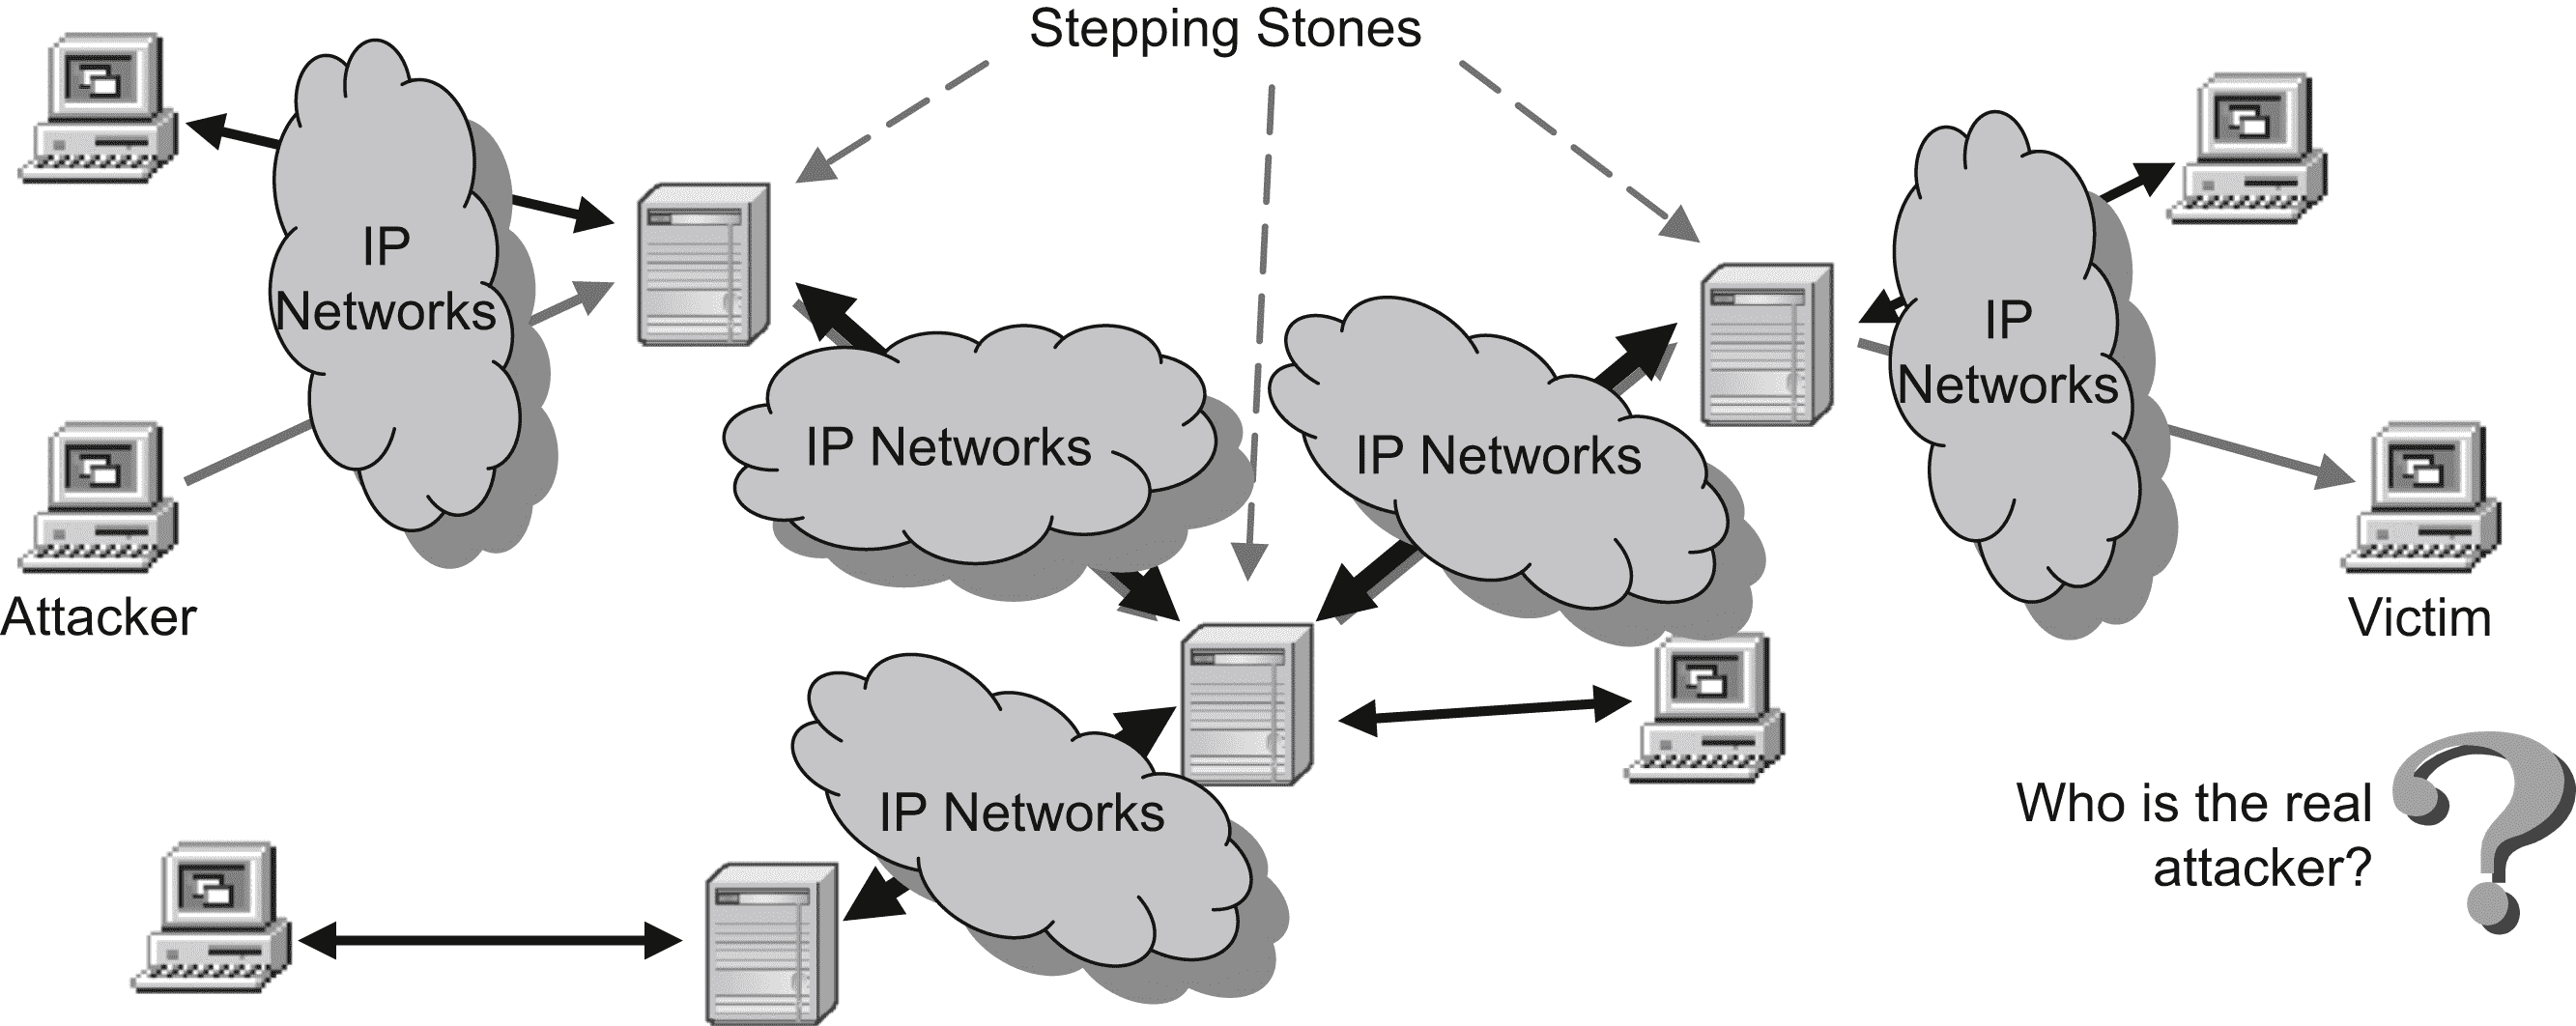 Stepping Stones
IP
Networks
IP
Networks
IP Networks
IP Networks
Attacker
Victim
IP Networks
Who is the real
attacker?
?